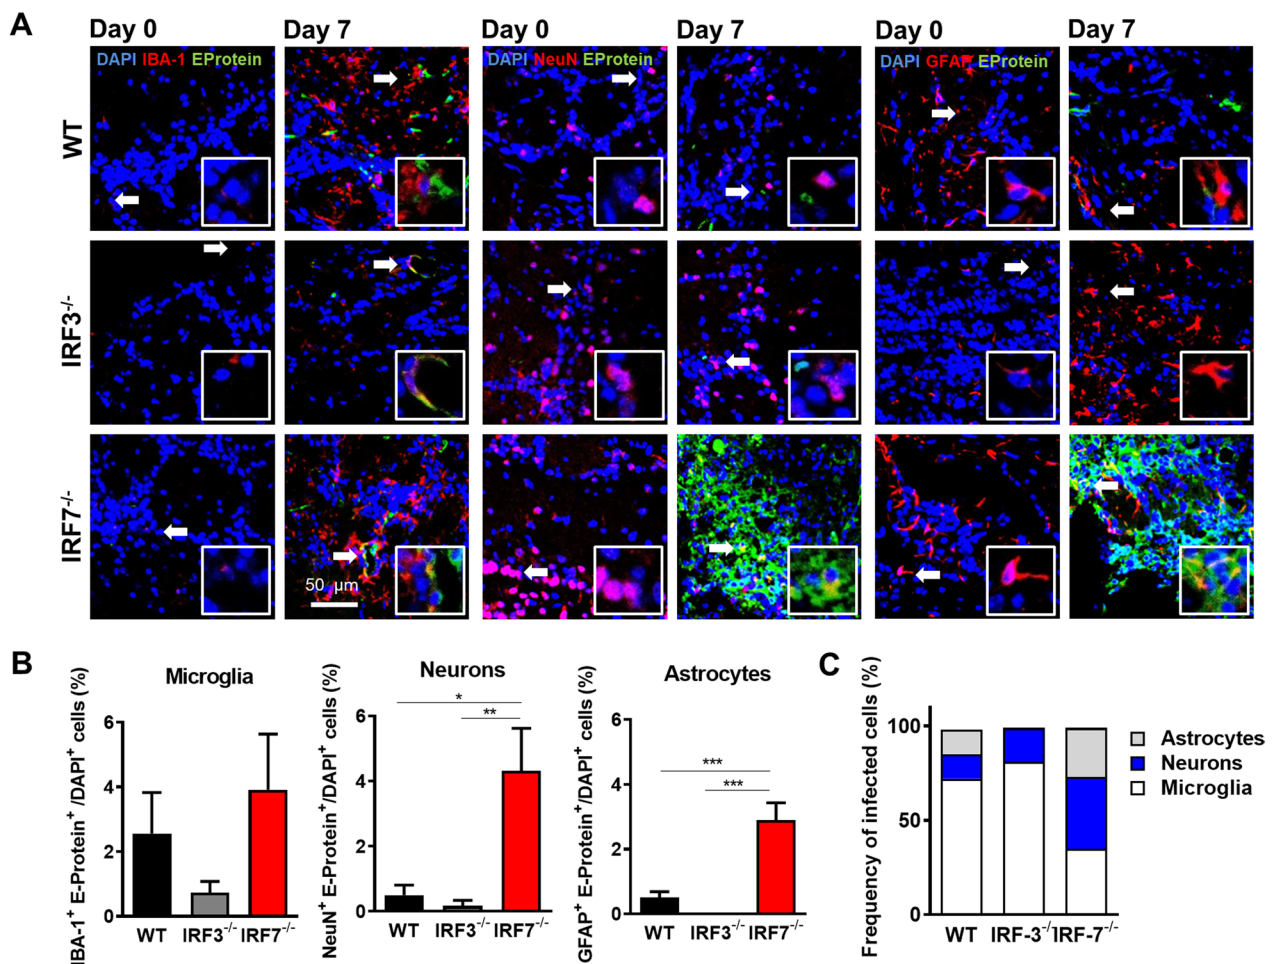 A
Day 0
Day 7
Day 0
Day 7
Day 0
Day 7
WT
DAPI IBA-1 EProtein
DAPI NeuN EProtein
DAPI GFAP EProtein
IRF3-/-
IRF7-/-
50 µm
B
Microglia
IBA-1+ E-Protein+/DAPI+ cells (%)
6
4
2
0
WT
IRF3-/-
IRF7-/-
Neurons
NeuN+ E-Protein+/DAPI+ cells (%)
6
4
2
0
*
**
WT
IRF3-/-
IRF7-/-
Astrocytes
GFAP+ E-Protein+/DAPI+ cells (%)
6
4
2
0
***
***
WT
IRF3-/-
IRF7-/-
C
Frequency of infected cells (%)
100
50
0
WT
IRF-3-/-
IRF-7-/-
Astrocytes
Neurons
Microglia